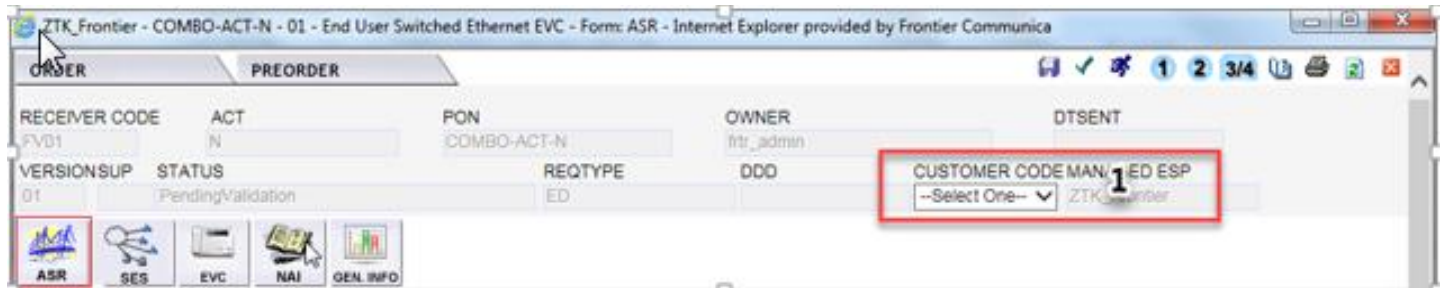 ZTK_Frontier - COMBO-ACT-N - 01 - End User Switched Ethernet EVC - Form: ASR - Internet Explorer provided by Frontier Communica
ORDER PREORDER 1 2 3/4
RECEIVER CODE ACT PON OWNER DTSENT
FV01 N COMBO-ACT-N frtr_admin
VERSION SUP STATUS REQTYPE DDD CUSTOMER CODE MAN ED ESP
01 PendingValidation ED --Select One-- ZTK
1
ASR SES EVC NAI GEN. INFO